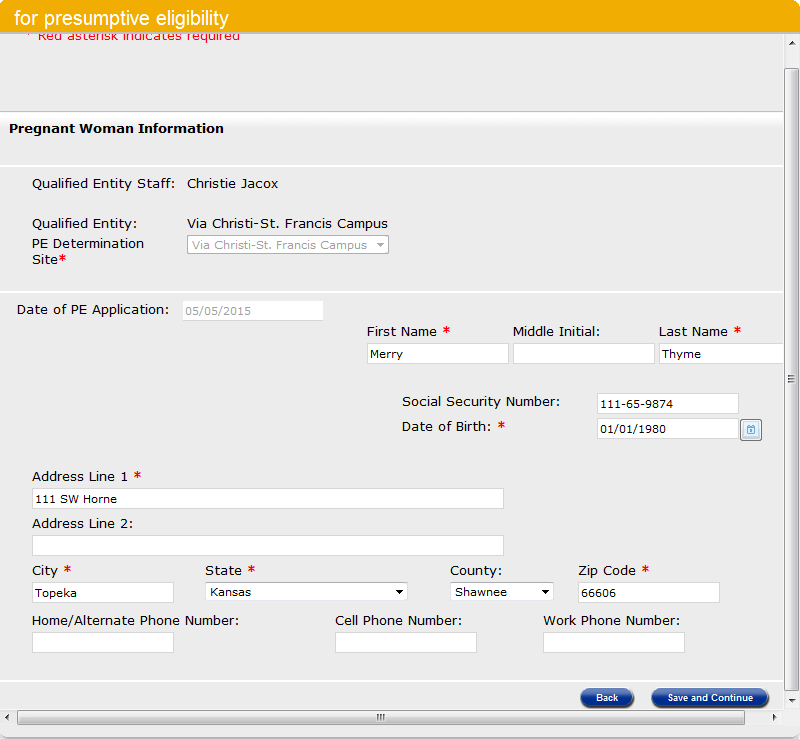 for presumptive eligibility
* Red asterisk indicates required
Pregnant Woman Information
Qualified Entity Staff: Christie Jacox
Qualified Entity: Via Christi-St. Francis Campus
PE Determination Site* Via Christi-St. Francis Campus
Date of PE Application: 05/05/2015
First Name * Middle Initial: Last Name *
Merry Thyme
Social Security Number: 111-65-9874
Date of Birth: * 01/01/1980
Address Line 1 *
111 SW Horne
Address Line 2:
City * State * County: Zip Code *
Topeka Kansas Shawnee 66606
Home/Alternate Phone Number: Cell Phone Number: Work Phone Number:
Back Save and Continue